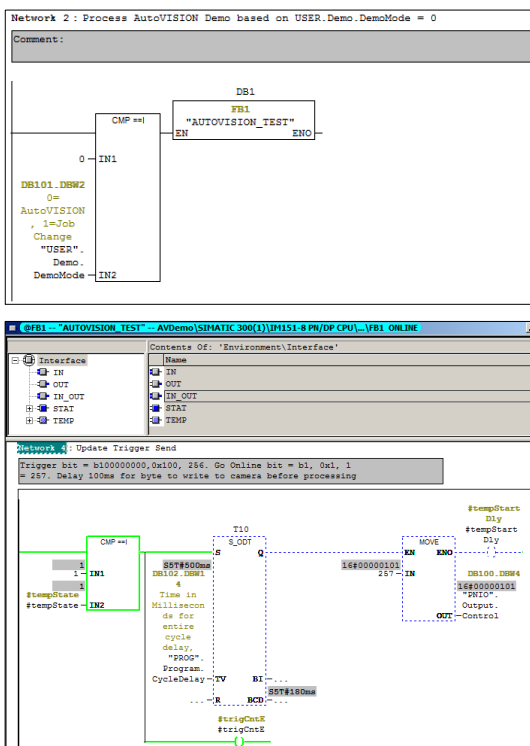 Network 2 : Process AutoVISION Demo based on USER.Demo.DemoMode = 0
Comment:
DB1
FB1
CMP ==I
"AUTOVISION_TEST"
EN ENO
0 IN1
DB101.DBW2
0=
AutoVISION
, 1=Job
Change
"USER".
Demo.
DemoMode IN2
@FB1 -- "AUTOVISION_TEST" -- AVDemo\SIMATIC 300(1)\IM151-8 PN/DP CPU\...\FB1 ONLINE
Contents Of: 'Environment\Interface'
Interface
IN
OUT
IN_OUT
STAT
TEMP
Name
IN
OUT
IN_OUT
STAT
TEMP
Network 4 : Update Trigger Send
Trigger bit = b100000000,0x100, 256. Go Online bit = b1, 0x1, 1
= 257. Delay 100ms for byte to write to camera before processing
CMP ==I
1
1 IN1
1
#tempState
#tempState IN2
T10
S_ODT
S Q
S5T#500ms
DB102.DBW1
4
Time in
Millisecon
ds for
entire
cycle
delay,
"PROG".
Program.
CycleDelay TV BI ...
S5T#180ms
... R BCD ...
#trigCntE
#trigCntE
#tempStart
Dly
#tempStart
Dly
MOVE
EN ENO
16#00000101
257 IN
DB100.DBW4
16#00000101
"PNIO".
Output.
OUT Control